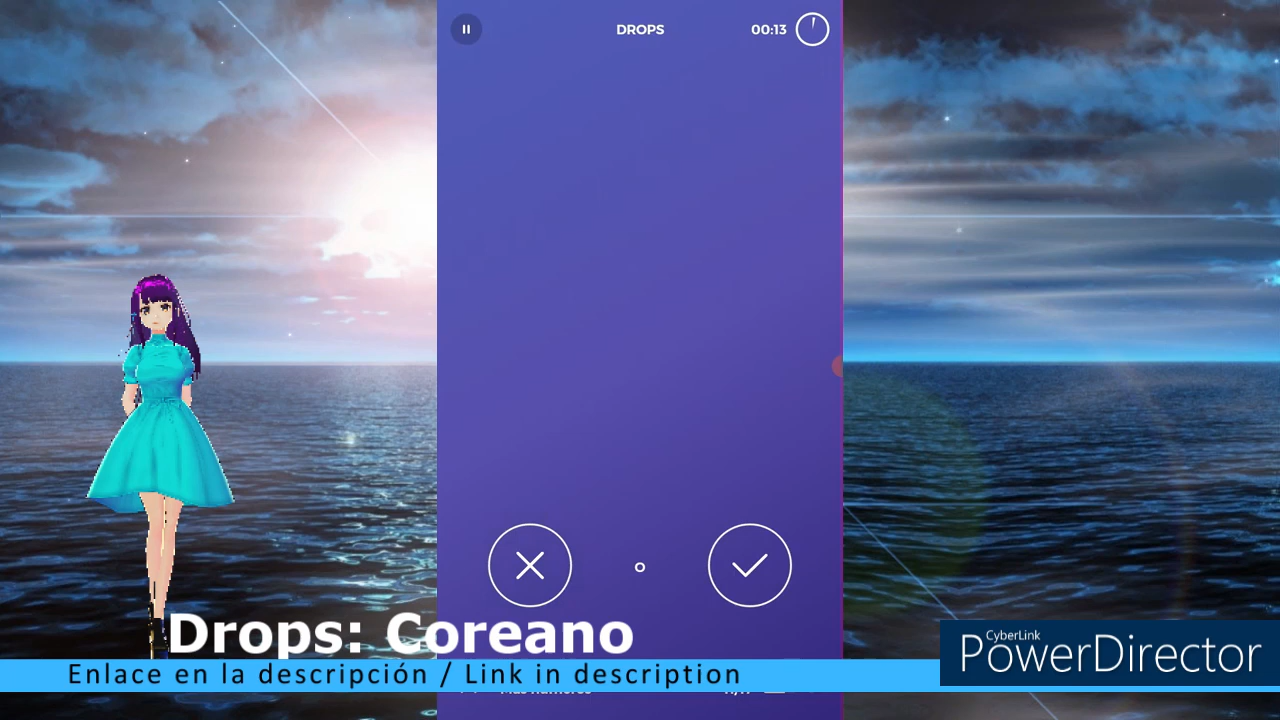 DROPS
00:13
o
Drops: Coreano
Enlace en la descripción / Link in description
CyberLink
PowerDirector